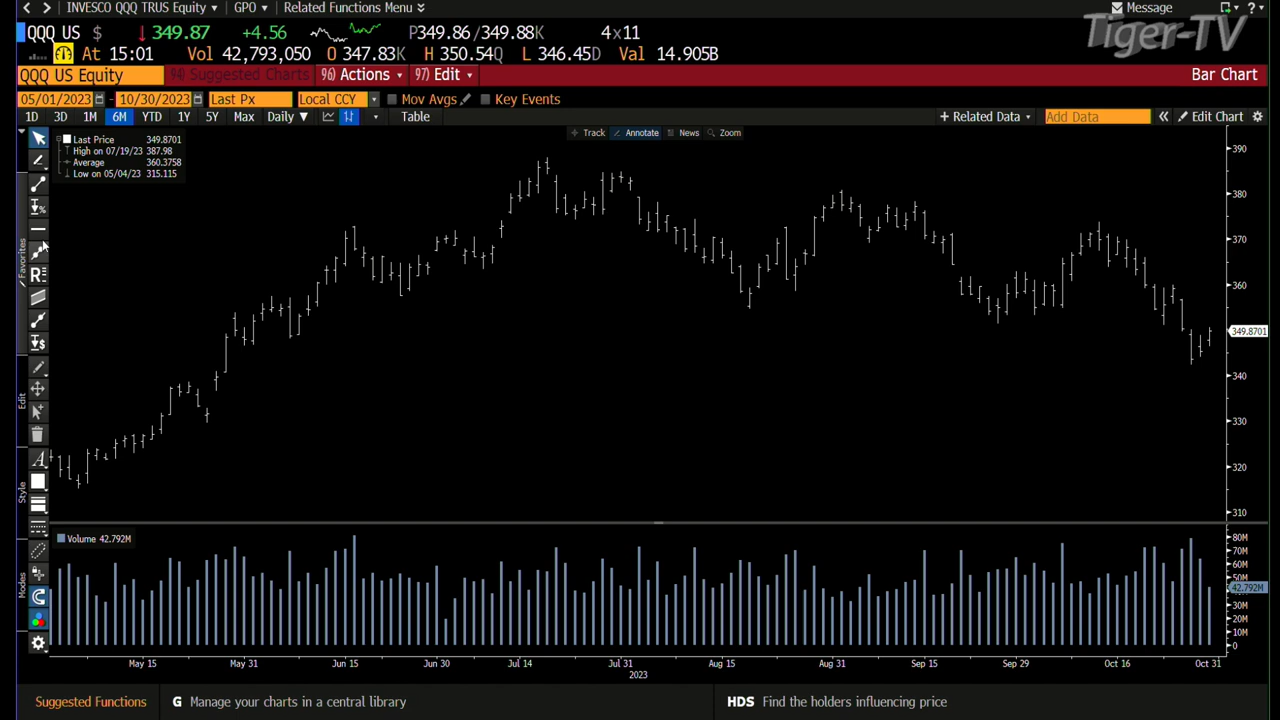 INVESCO QQQ TRUS Equity GPO Related Functions Menu Message
Tiger-TV
QQQ US $ 349.87 +4.56 P349.86/349.88K 4x11
At 15:01 Vol 42,793,050 O 347.83K H 350.54Q L 346.45D Val 14.905B
QQQ US Equity 94) Suggested Charts 96) Actions 97) Edit Bar Chart
05/01/2023 - 10/30/2023 Last Px Local CCY Mov Avgs Key Events
1D 3D 1M 6M YTD 1Y 5Y Max Daily Table + Related Data Add Data Edit Chart
Track Annotate News Zoom
Last Price 349.8701
High on 07/19/23 387.98
Average 360.3758
Low on 05/04/23 315.115
Favorites
Edit
Style
Modes
390
380
370
360
349.8701
340
330
320
310
Volume 42.792M
80M
70M
60M
50M
42.792M
30M
20M
10M
0
May 15 May 31 Jun 15 Jun 30 Jul 14 Jul 31 Aug 15 Aug 31 Sep 15 Sep 29 Oct 16 Oct 31
2023
Suggested Functions G Manage your charts in a central library HDS Find the holders influencing price